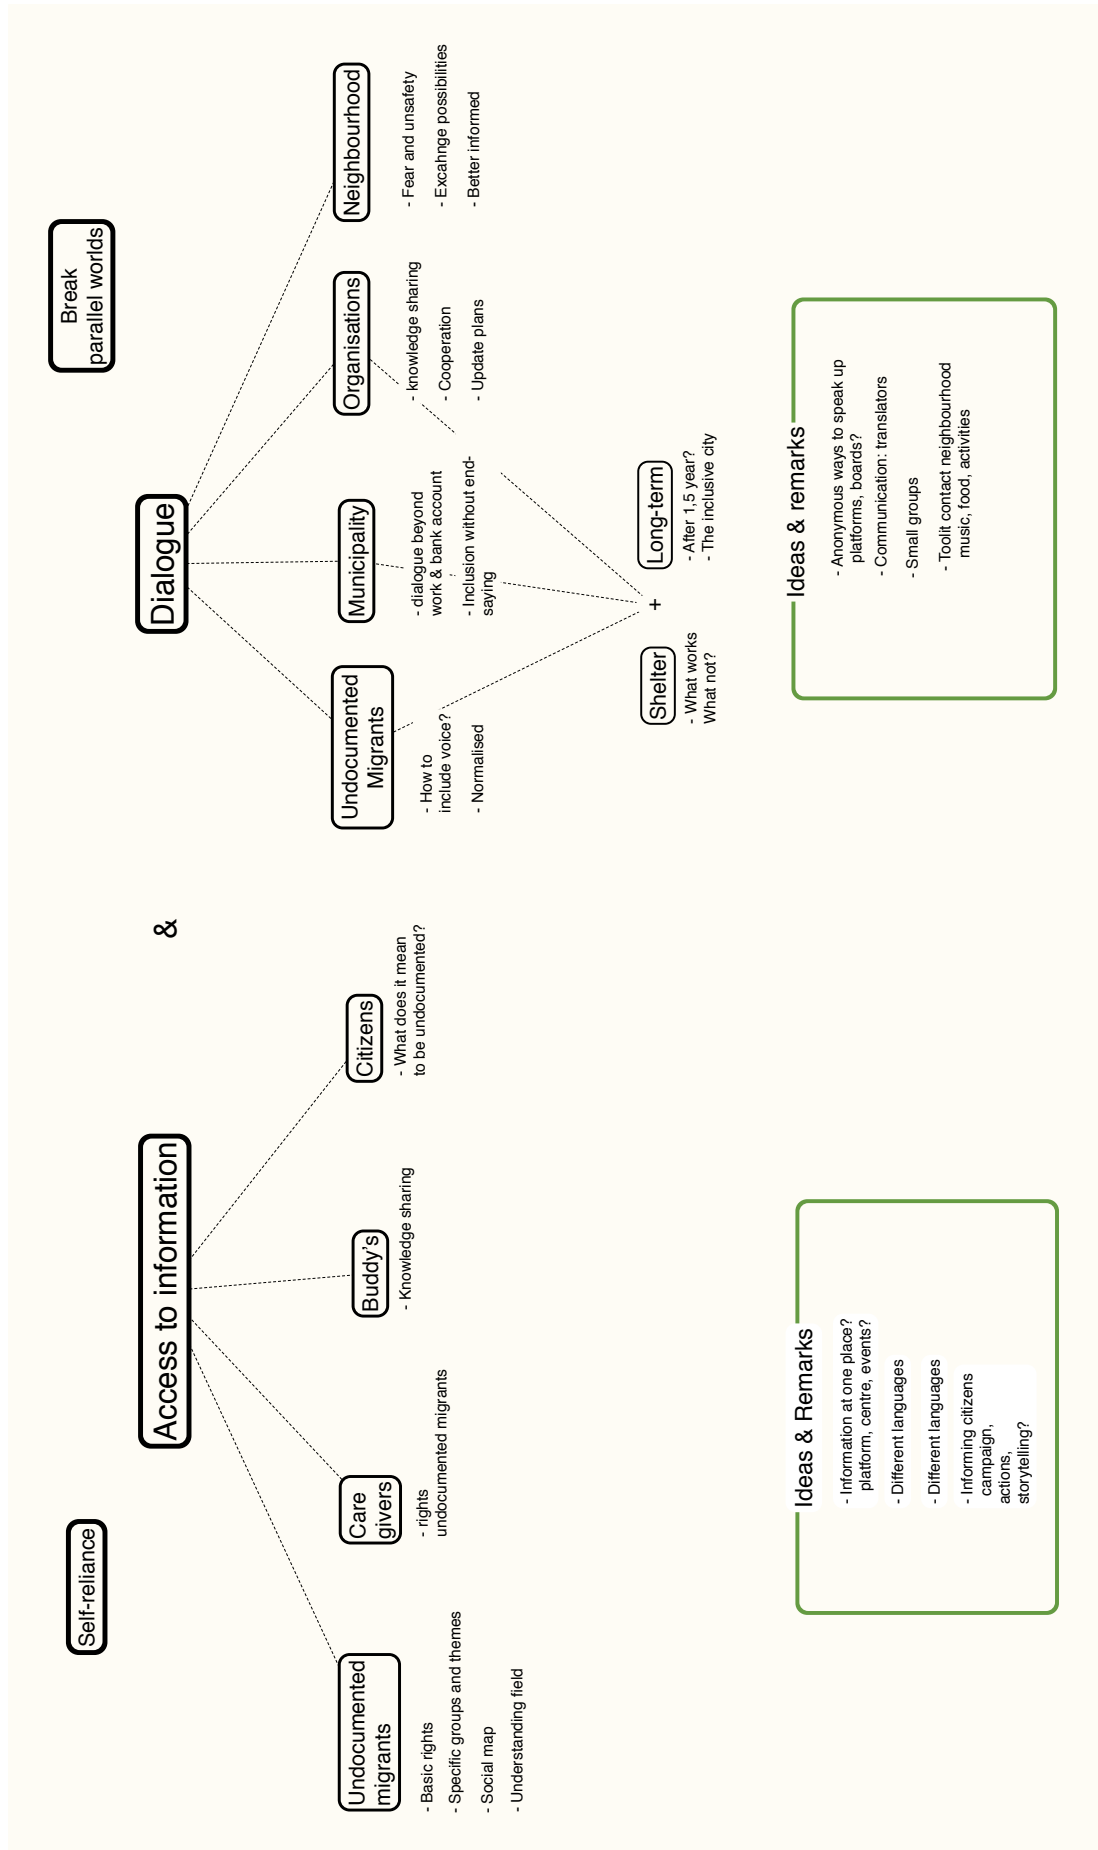 Self-reliance
Access to information
Undocumented
migrants
- Basic rights
- Specific groups and themes
- Social map
- Understanding field
Care
givers
- rights
undocumented migrants
Buddy's
- Knowledge sharing
Citizens
- What does it mean
to be undocumented?
Ideas & Remarks
- Information at one place?
platform, centre, events?
- Different languages
- Different languages
- Informing citizens
campaign,
actions,
storytelling?
&
Break
parallel worlds
Dialogue
Undocumented
Migrants
- How to
include voice?
- Normalised
Municipality
- dialogue beyond
work & bank account
- Inclusion without end-
saying
Organisations
- knowledge sharing
- Cooperation
- Update plans
Neighbourhood
- Fear and unsafety
- Excahnge possibilities
- Better informed
Shelter
- What works
What not?
+
Long-term
- After 1,5 year?
- The inclusive city
Ideas & remarks
- Anonymous ways to speak up
platforms, boards?
- Communication: translators
- Small groups
- Toolit contact neighbourhood
music, food, activities